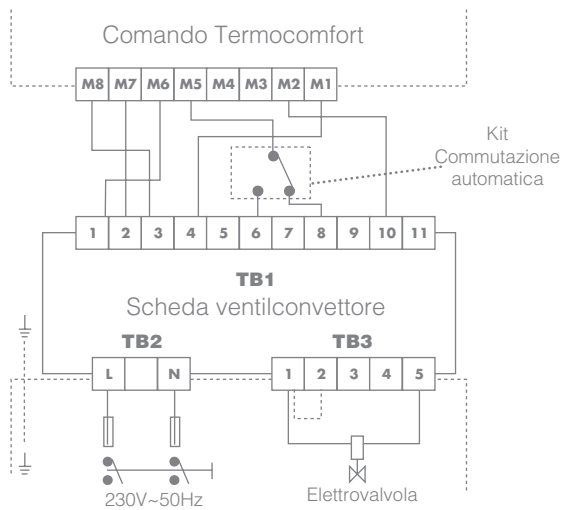 Comando Termocomfort
M8 M7 M6 M5 M4 M3 M2 M1
Kit
Commutazione
automatica
1 2 3 4 5 6 7 8 9 10 11
TB1
Scheda ventilconvettore
TB2 TB3
L N 1 2 3 4 5
230V~50Hz
Elettrovalvola